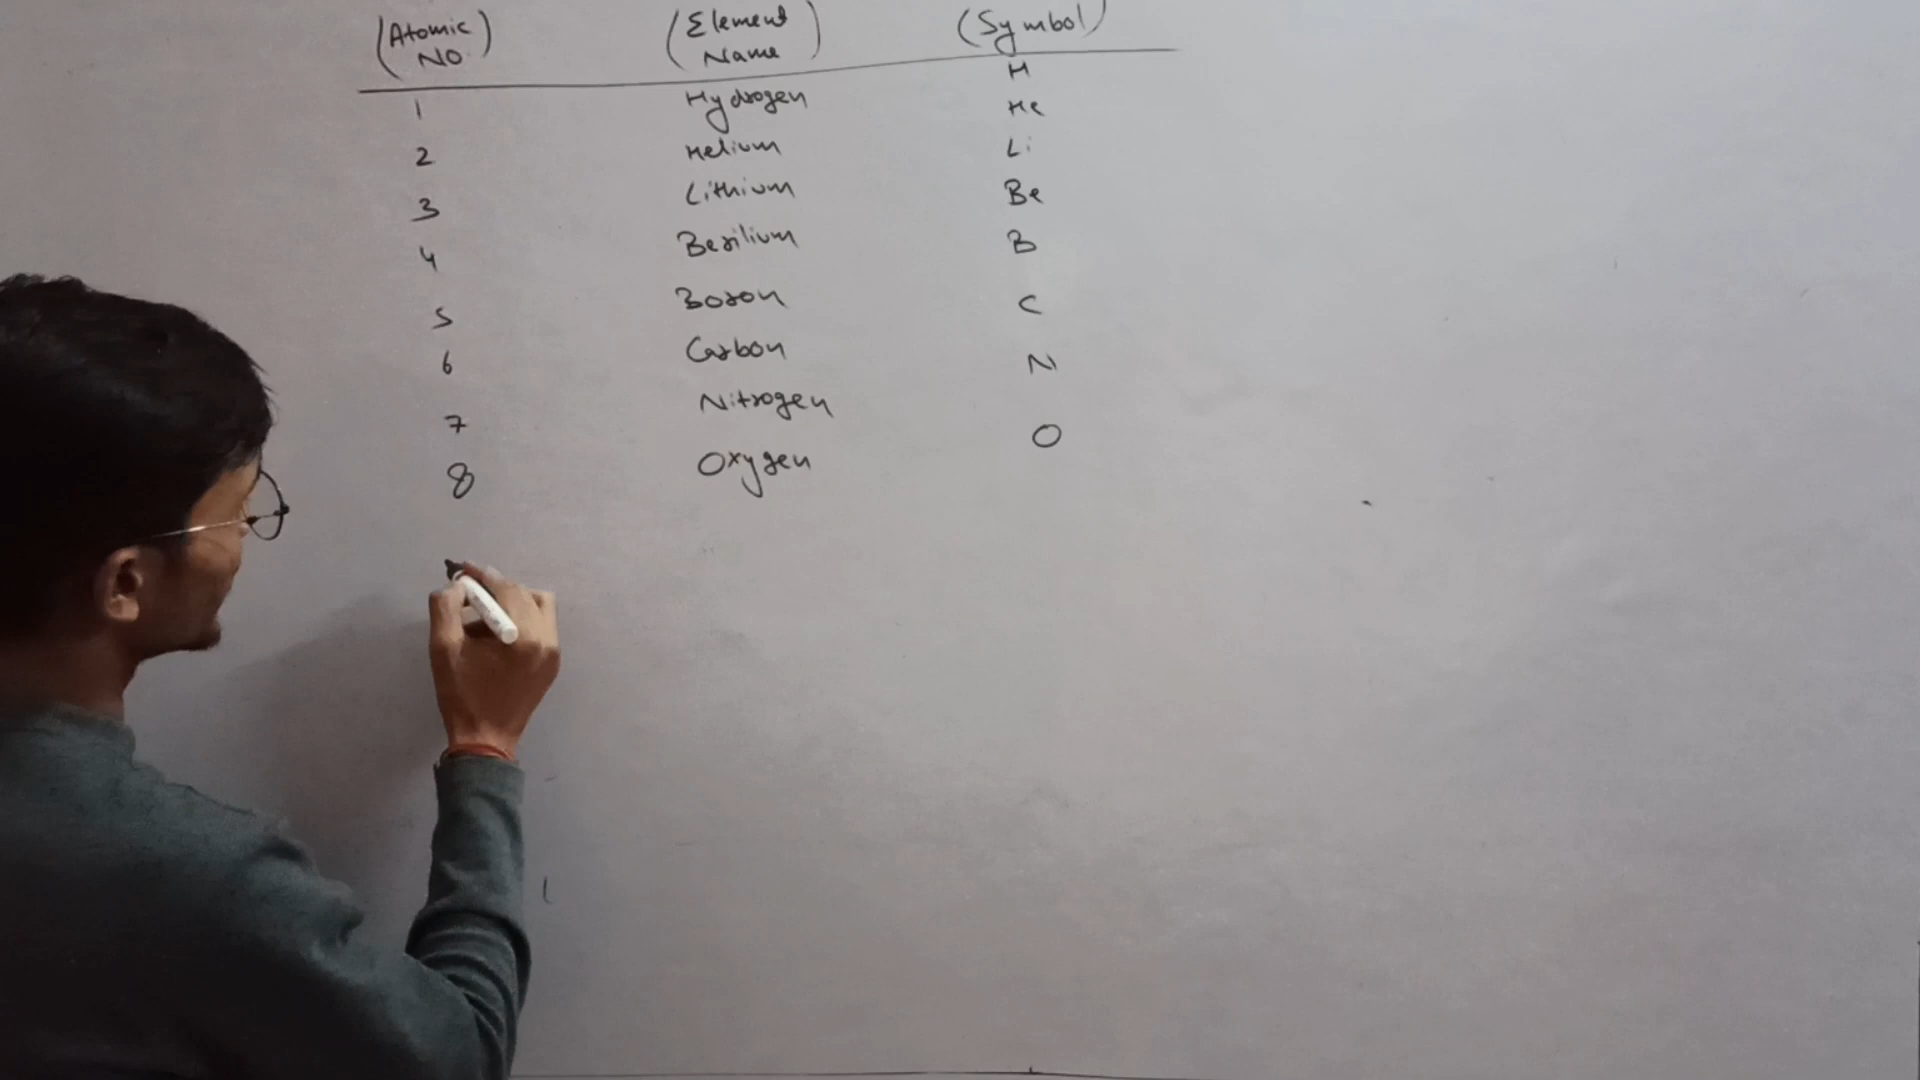 (Atomic No.) (Element Name) (Symbol)
1 Hydrogen H
2 Helium He
3 Lithium Li
4 Berilium Be
5 Boron B
6 Carbon C
7 Nitrogen N
8 Oxygen O